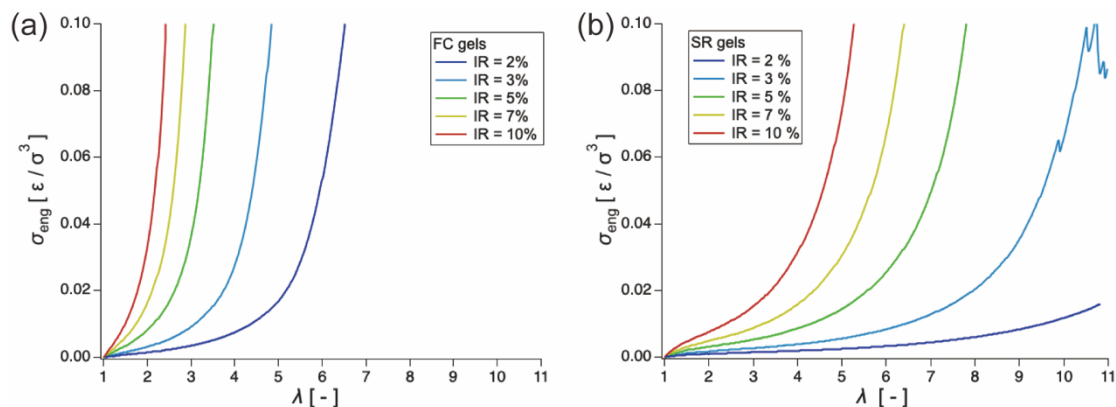 (a)
0.10
0.08
0.06
0.04
0.02
0.00
σeng [ ε / σ³ ]
FC gels
IR = 2%
IR = 3%
IR = 5%
IR = 7%
IR = 10%
1 2 3 4 5 6 7 8 9 10 11
λ [ - ]
(b)
0.10
0.08
0.06
0.04
0.02
0.00
σeng [ ε / σ³ ]
SR gels
IR = 2 %
IR = 3 %
IR = 5 %
IR = 7 %
IR = 10 %
1 2 3 4 5 6 7 8 9 10 11
λ [ - ]